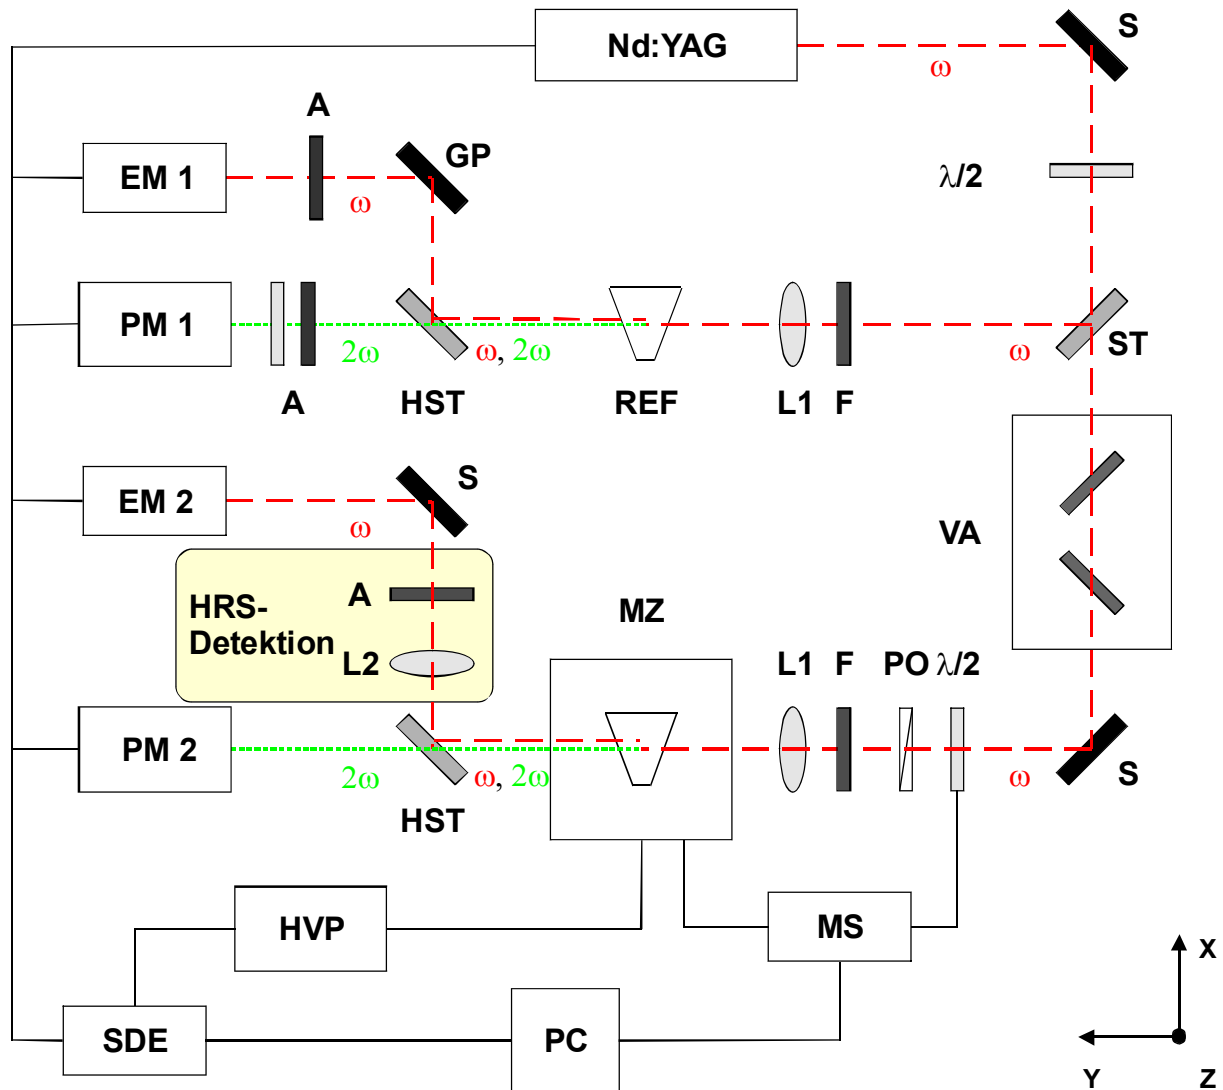 Nd:YAG
S
ω
A
GP
EM 1
ω
λ/2
PM 1
2ω
ω, 2ω
ω
ST
A
HST
REF
L1
F
S
EM 2
ω
VA
A
HRS-
Detektion
MZ
L2
L1
F
PO
λ/2
PM 2
2ω
ω, 2ω
ω
S
HST
HVP
MS
X
SDE
PC
Y
Z